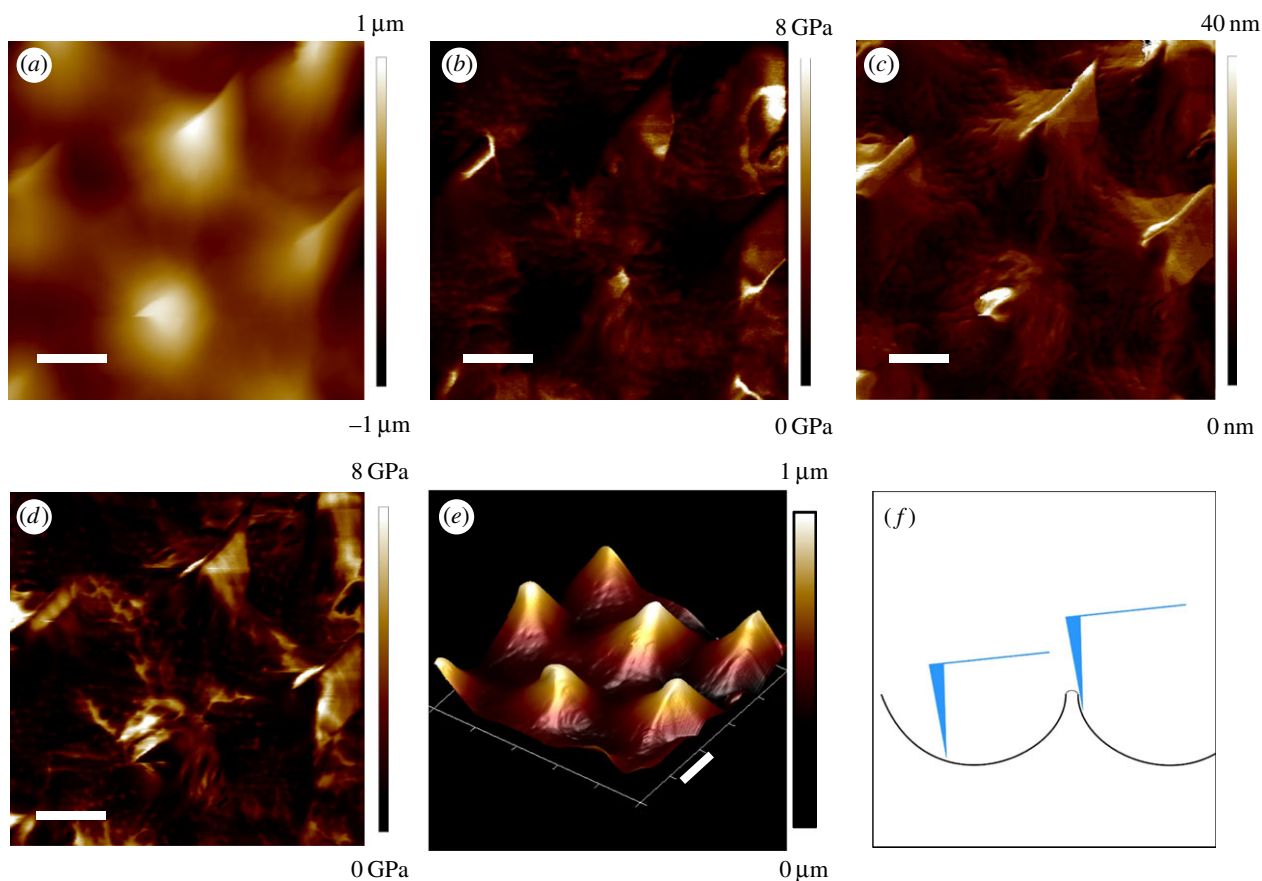 1 µm
(a)
–1 µm
8 GPa
(b)
0 GPa
40 nm
(c)
0 nm
8 GPa
(d)
0 GPa
1 µm
(e)
0 µm
(f)